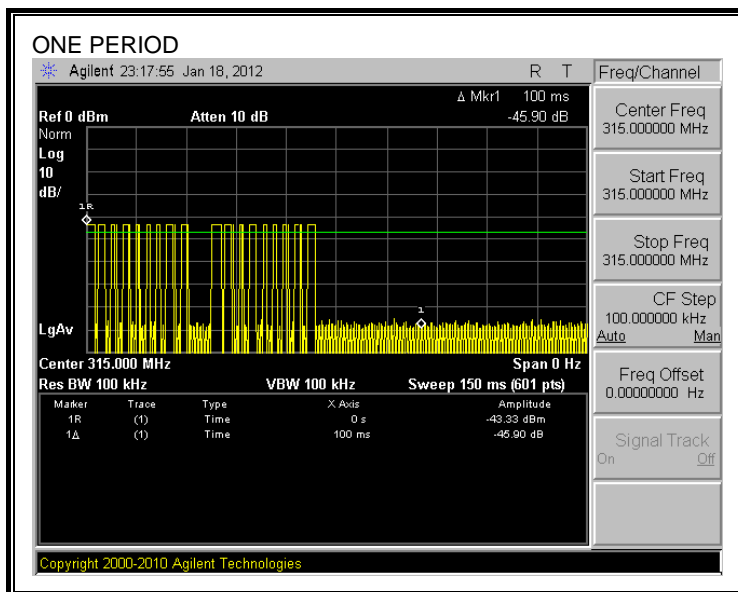 ONE PERIOD
Agilent 23:17:55 Jan 18, 2012 R T
Freq/Channel
Δ Mkr1 100 ms
Ref 0 dBm Atten 10 dB -45.90 dB
Norm
Log
10
dB/
1R
1
LgAv
Center 315.000 MHz Span 0 Hz
Res BW 100 kHz VBW 100 kHz Sweep 150 ms (601 pts)
Marker Trace Type X Axis Amplitude
1R (1) Time 0 s -43.33 dBm
1Δ (1) Time 100 ms -45.90 dB
Center Freq
315.000000 MHz
Start Freq
315.000000 MHz
Stop Freq
315.000000 MHz
CF Step
100.000000 kHz
Auto Man
Freq Offset
0.00000000 Hz
Signal Track
On Off
Copyright 2000-2010 Agilent Technologies